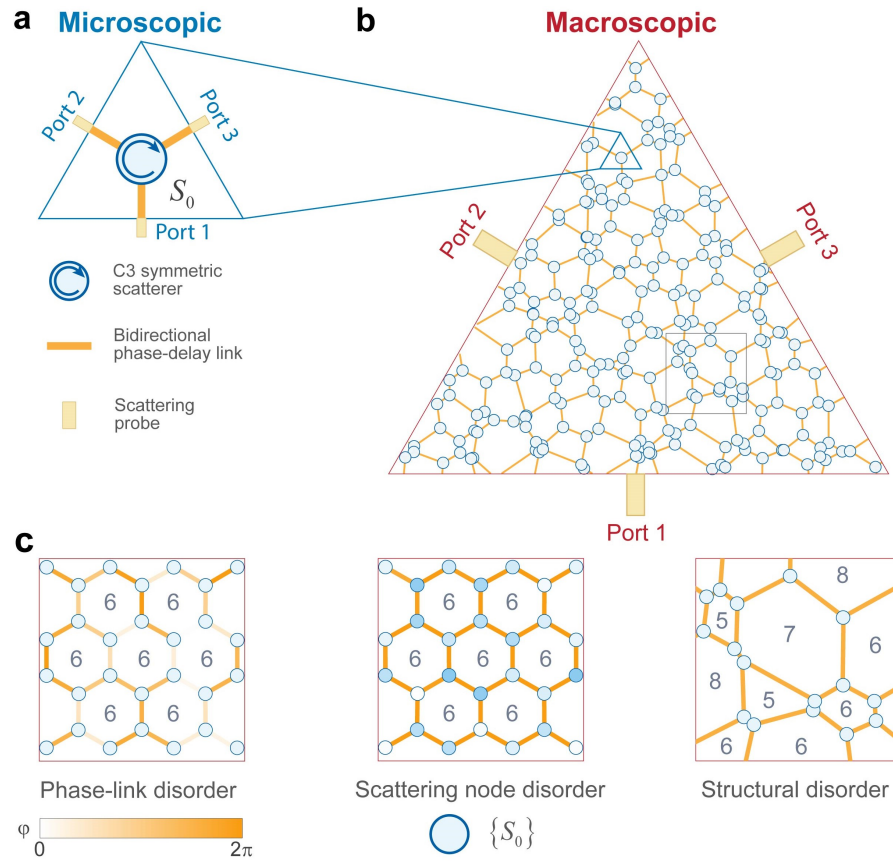 a
Microscopic
Port 2
Port 3
S0
Port 1
C3 symmetric
scatterer
Bidirectional
phase-delay link
Scattering
probe
b
Macroscopic
Port 2
Port 3
Port 1
c
6 6
6 6 6
6 6
Phase-link disorder
φ
0
2π
6 6
6 6 6
6 6
Scattering node disorder
{S0}
8
5
7
6
8
5
6
6
6
Structural disorder